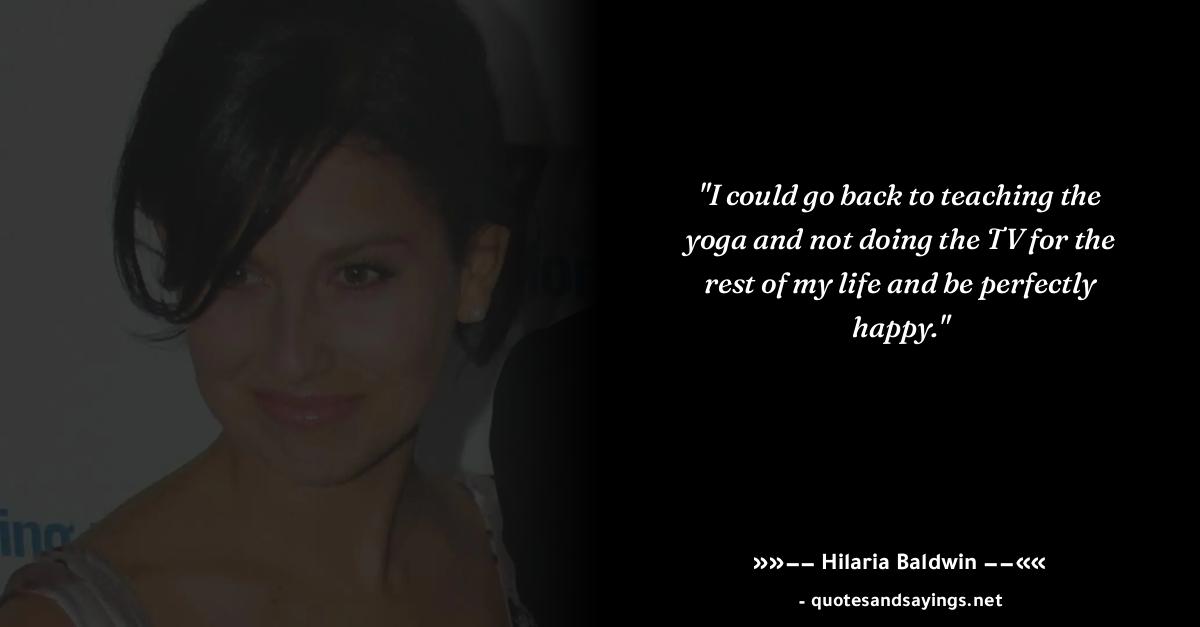 "I could go back to teaching the
yoga and not doing the TV for the
rest of my life and be perfectly
happy."
»»−− Hilaria Baldwin −−««
- quotesandsayings.net
ing